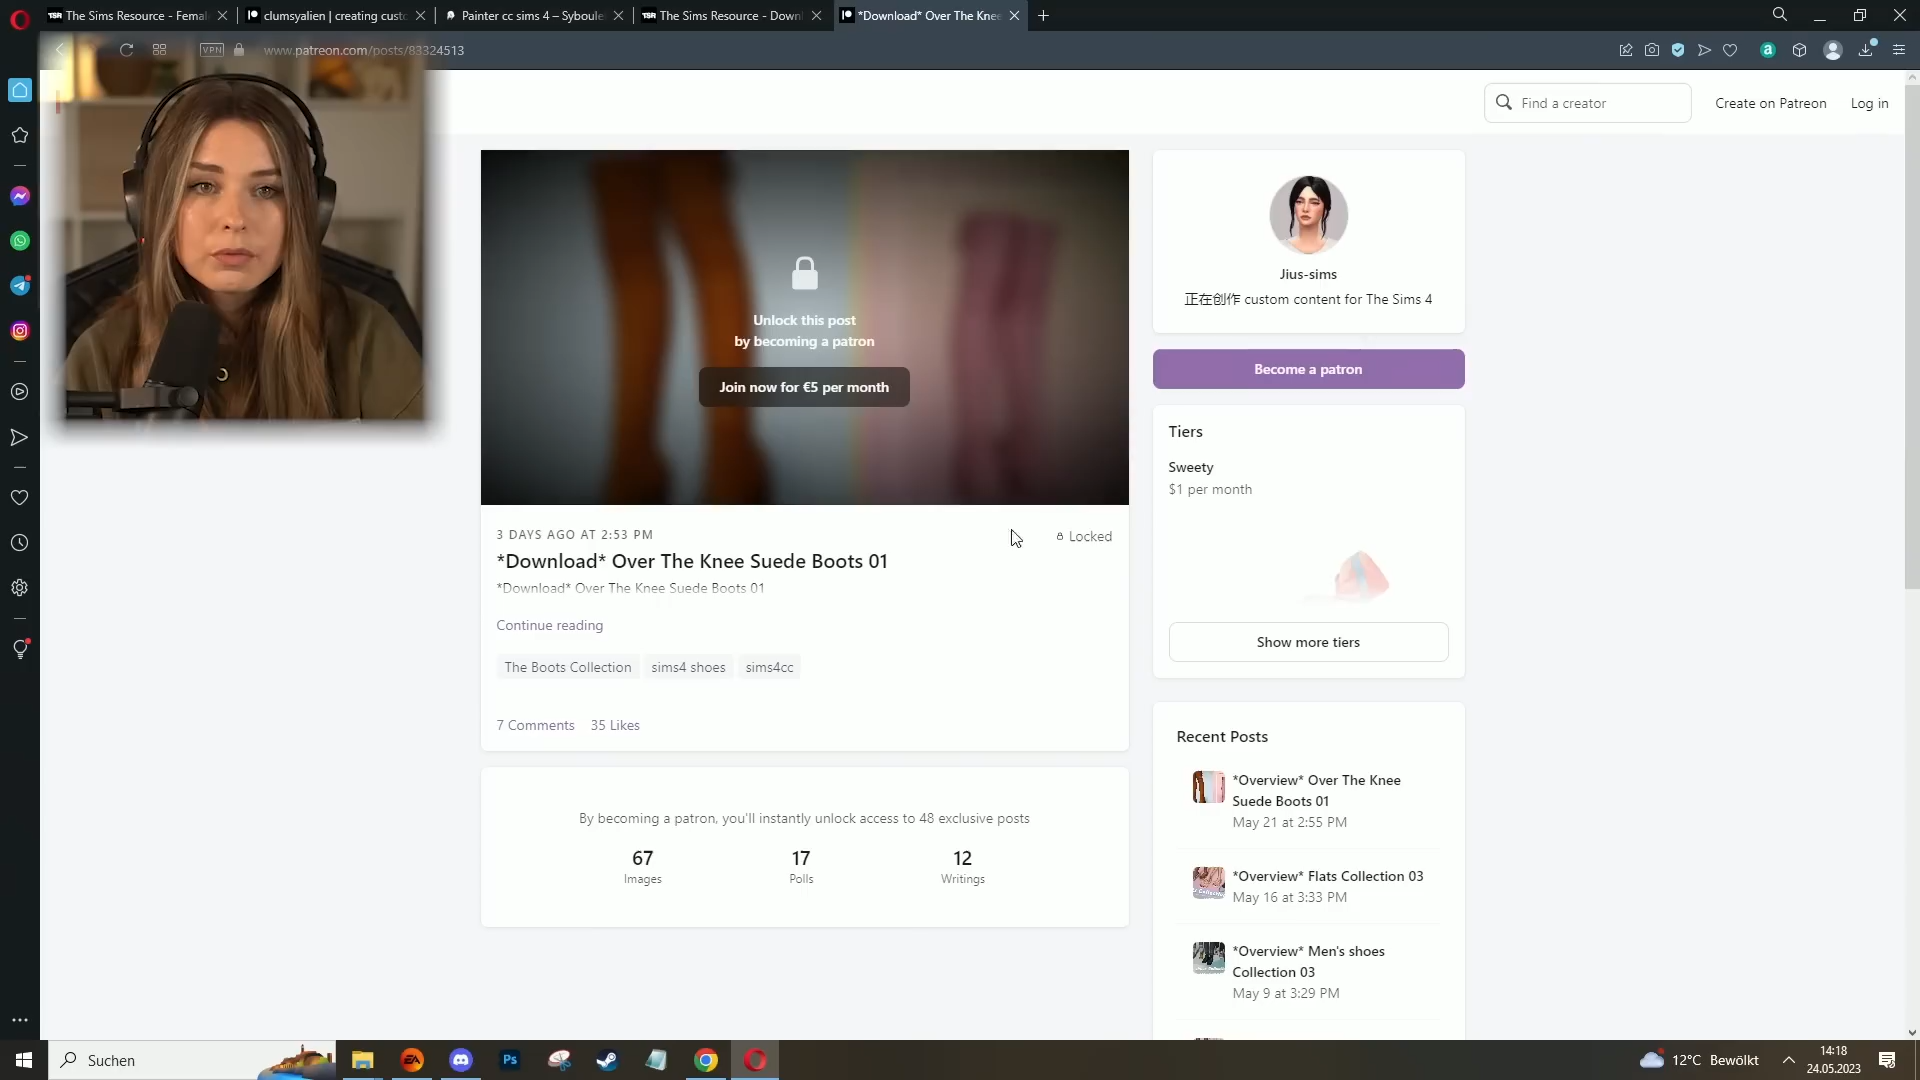 The Sims Resource - Femal
clumsyalien | creating custo
Painter cc sims 4 – Syboule
The Sims Resource - Downl
*Download* Over The Knee
VPN
www.patreon.com/posts/83324513
Find a creator
Create on Patreon
Log in
Unlock this post
by becoming a patron
Join now for €5 per month
Jius-sims
正在创作 custom content for The Sims 4
Become a patron
Tiers
Sweety
$1 per month
Show more tiers
3 DAYS AGO AT 2:53 PM
Locked
*Download* Over The Knee Suede Boots 01
*Download* Over The Knee Suede Boots 01
Continue reading
The Boots Collection
sims4 shoes
sims4cc
7 Comments
35 Likes
By becoming a patron, you'll instantly unlock access to 48 exclusive posts
67
Images
17
Polls
12
Writings
Recent Posts
*Overview* Over The Knee
Suede Boots 01
May 21 at 2:55 PM
*Overview* Flats Collection 03
May 16 at 3:33 PM
*Overview* Men's shoes
Collection 03
May 9 at 3:29 PM
Suchen
EA
Ps
12°C Bewölkt
14:18
24.05.2023